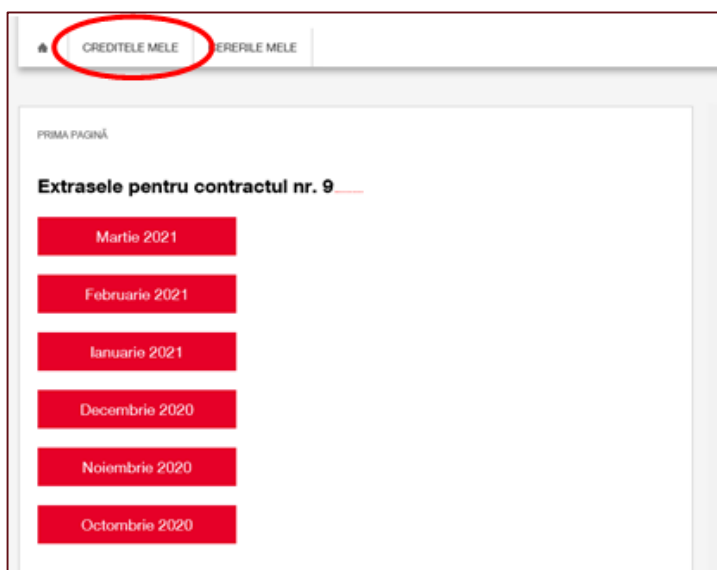 CREDITELE MELE
CERERILE MELE
PRIMA PAGINĂ
Extrasele pentru contractul nr. 9
Martie 2021
Februarie 2021
Ianuarie 2021
Decembrie 2020
Noiembrie 2020
Octombrie 2020